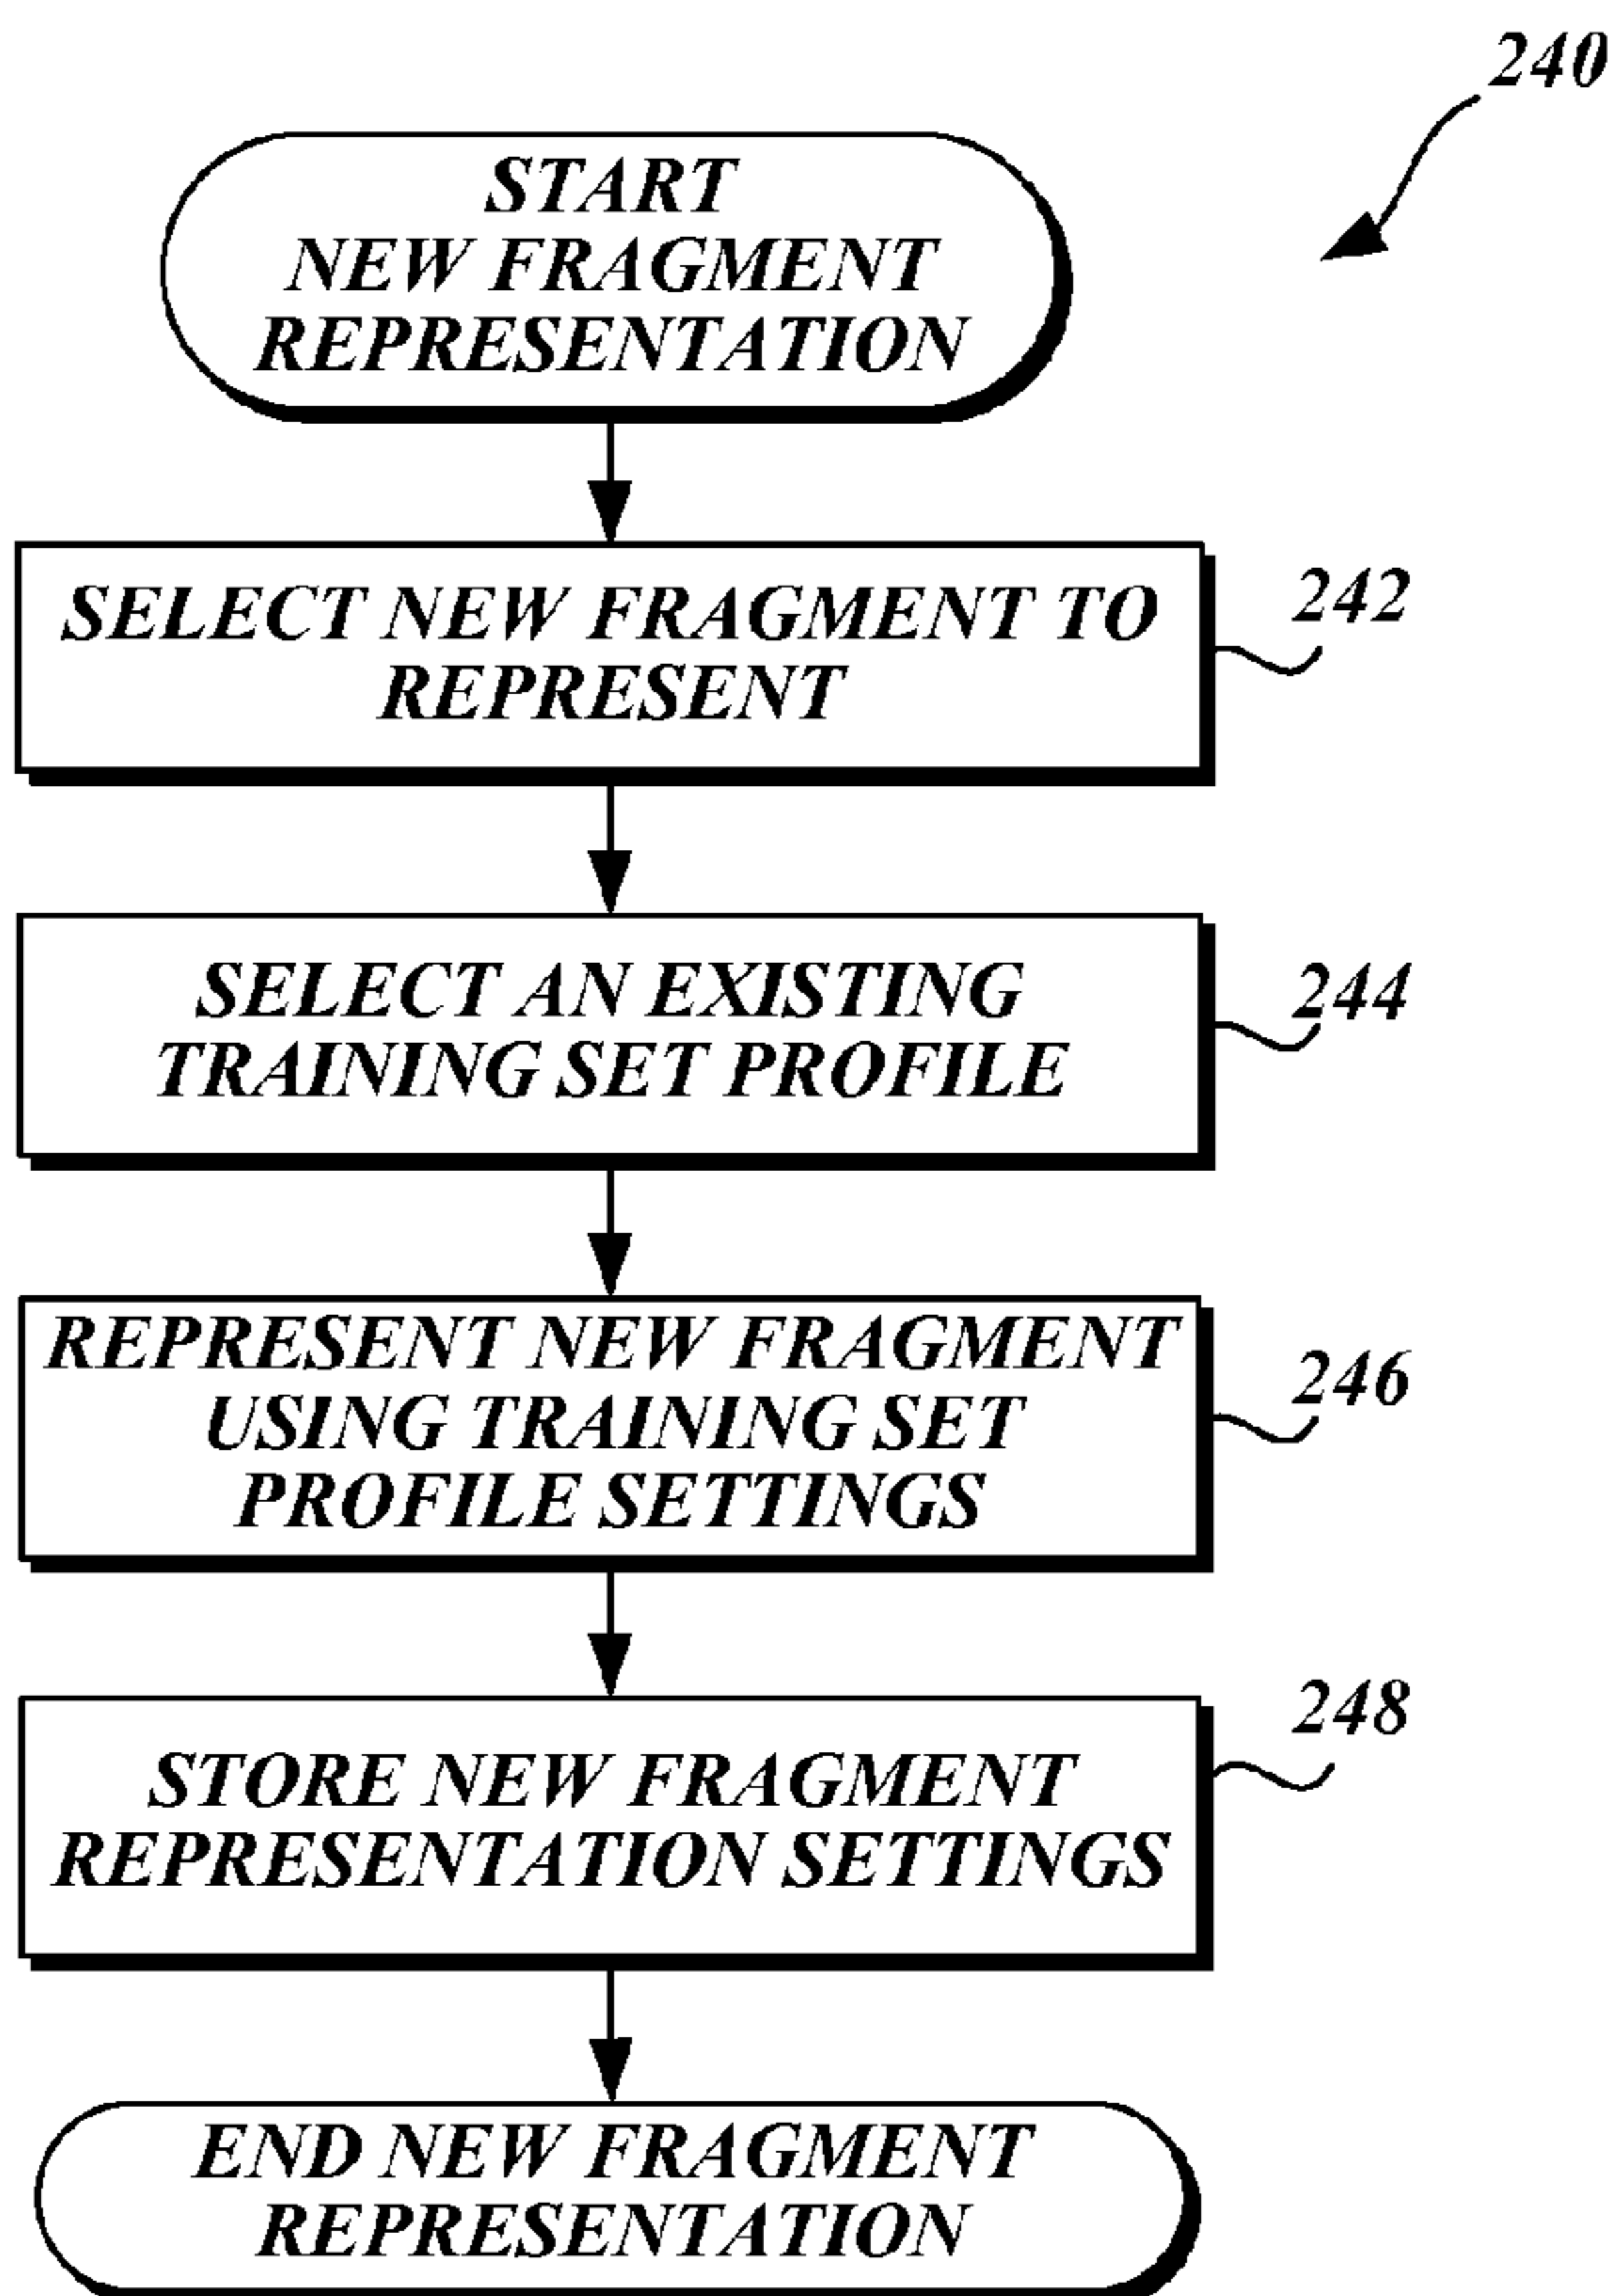 240
START
NEW FRAGMENT
REPRESENTATION
SELECT NEW FRAGMENT TO
REPRESENT
242
SELECT AN EXISTING
TRAINING SET PROFILE
244
REPRESENT NEW FRAGMENT
USING TRAINING SET
PROFILE SETTINGS
246
STORE NEW FRAGMENT
REPRESENTATION SETTINGS
248
END NEW FRAGMENT
REPRESENTATION